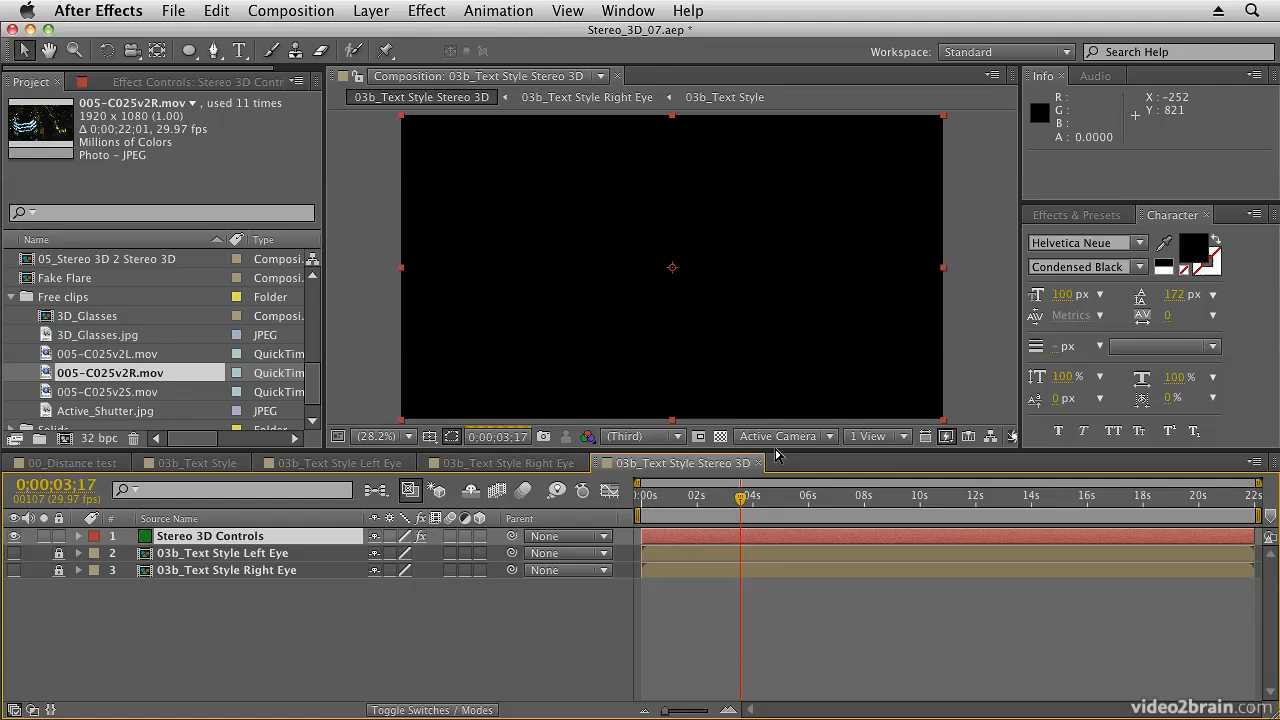 After Effects File Edit Composition Layer Effect Animation View Window Help
Stereo_3D_07.aep *
Workspace: Standard Search Help
Project × Effect Controls: Stereo 3D Contr
005-C025v2R.mov , used 11 times
1920 x 1080 (1.00)
Δ 0;00;22;01, 29.97 fps
Millions of Colors
Photo - JPEG
Name Type
05_Stereo 3D 2 Stereo 3D Composi.
Fake Flare Composi.
Free clips Folder
3D_Glasses Composi.
3D_Glasses.jpg JPEG
005-C025v2L.mov QuickTim
005-C025v2R.mov QuickTim
005-C025v2S.mov QuickTim
Active_Shutter.jpg JPEG
Solids Folder
32 bpc
Composition: 03b_Text Style Stereo 3D
03b_Text Style Stereo 3D 03b_Text Style Right Eye 03b_Text Style
(28.2%) 0;00;03;17 (Third) Active Camera 1 View
Info × Audio
R : X : -252
G : Y : 821
B :
A : 0.0000
Effects & Presets Character ×
Helvetica Neue
Condensed Black
100 px 172 px
Metrics 0
- px
100 % 100 %
0 px 0 %
T T TT Tт T¹ T₁
00_Distance test 03b_Text Style 03b_Text Style Left Eye 03b_Text Style Right Eye 03b_Text Style Stereo 3D ×
0;00;03;17
00107 (29.97 fps)
:00s 02s 04s 06s 08s 10s 12s 14s 16s 18s 20s 22s
# Source Name Parent
1 Stereo 3D Controls None
2 03b_Text Style Left Eye None
3 03b_Text Style Right Eye None
Toggle Switches / Modes
video2brain.com